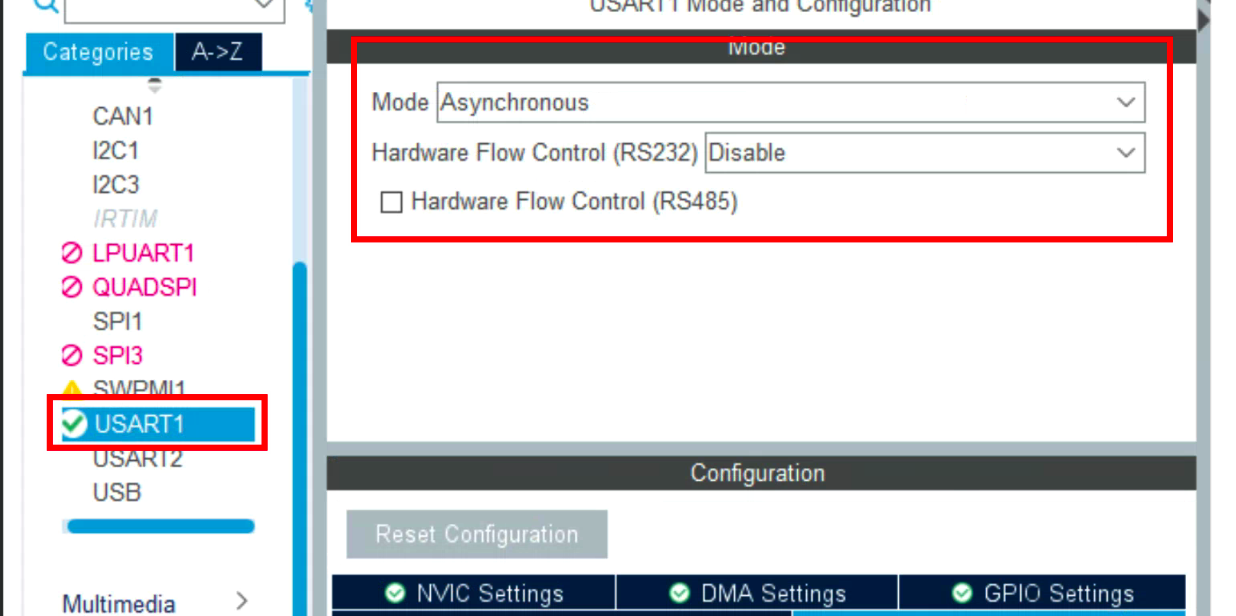 USART1 Mode and Configuration
Categories A->Z
Mode
CAN1
I2C1
I2C3
IRTIM
LPUART1
QUADSPI
SPI1
SPI3
SWPMI1
USART1
USART2
USB
Multimedia
Mode Asynchronous
Hardware Flow Control (RS232) Disable
Hardware Flow Control (RS485)
Configuration
Reset Configuration
NVIC Settings DMA Settings GPIO Settings